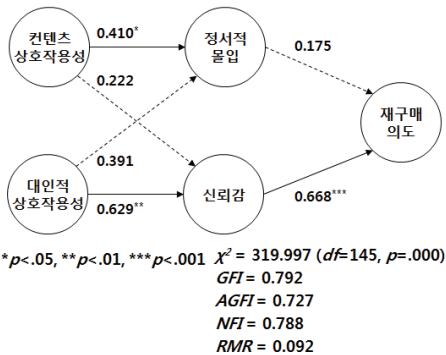 컨텐츠
상호작용성
0.410*
정서적
몰입
0.175
0.222
재구매
의도
0.391
대인적
상호작용성
0.629**
신뢰감
0.668***
*p<.05, **p<.01, ***p<.001
χ² = 319.997 (df=145, p=.000)
GFI = 0.792
AGFI = 0.727
NFI = 0.788
RMR = 0.092